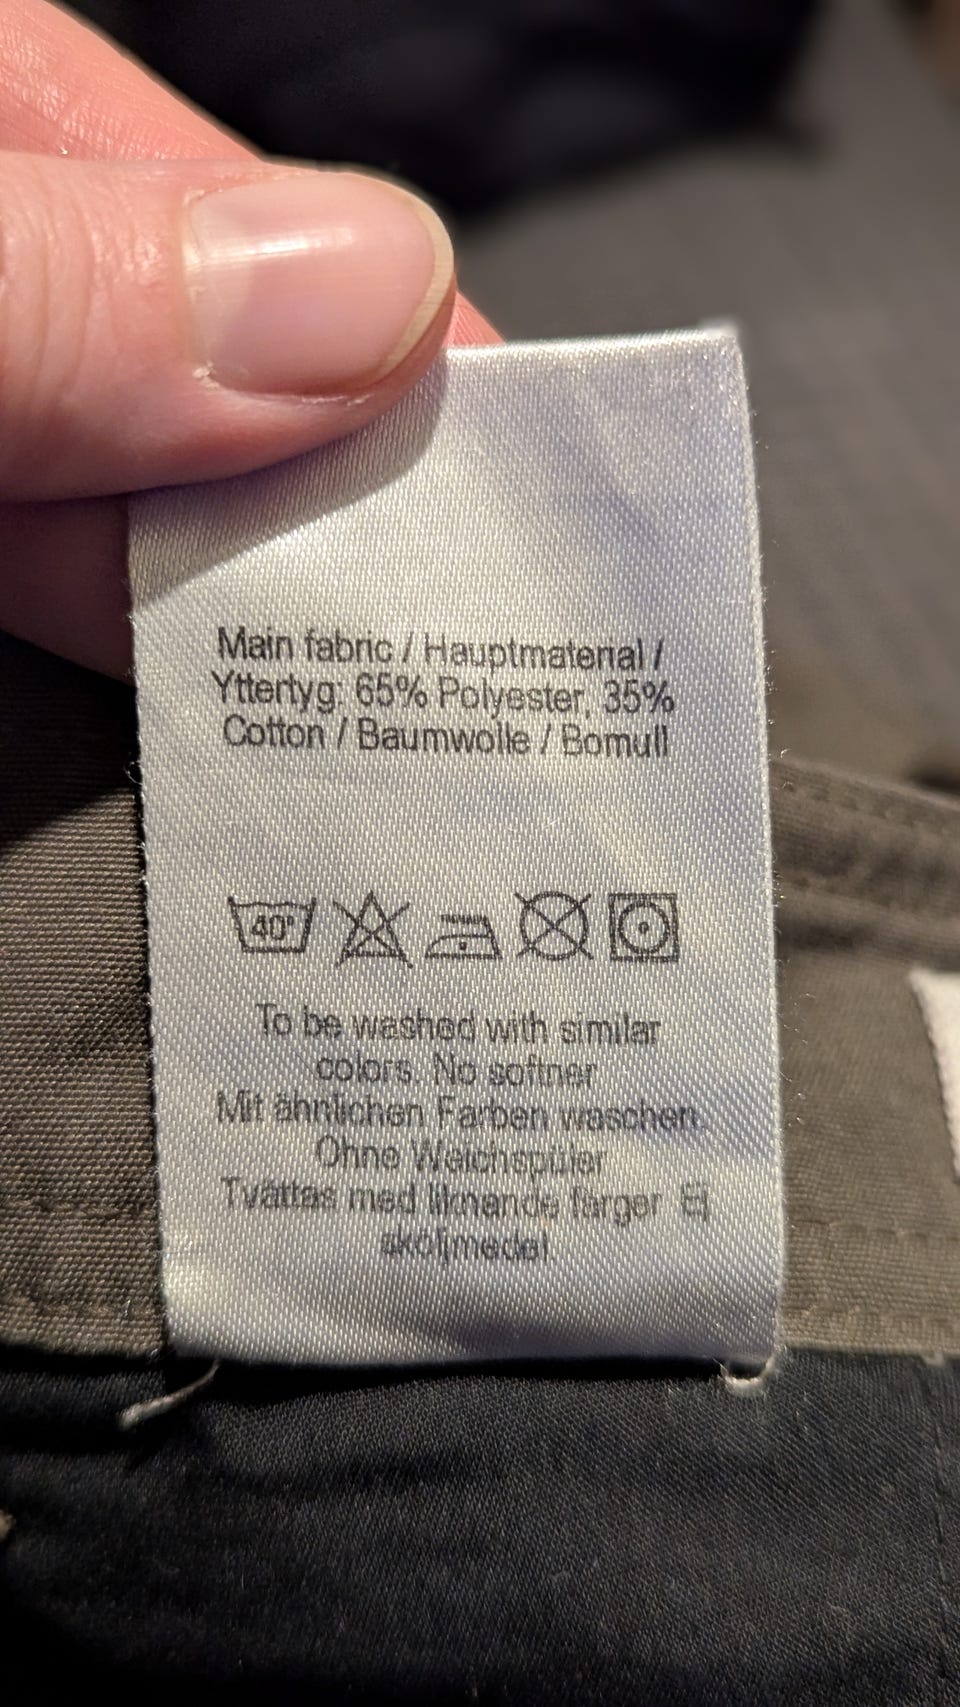 Main fabric / Hauptmaterial /
Yttertyg: 65% Polyester, 35%
Cotton / Baumwolle / Bomull
40°
To be washed with similar
colors. No softner
Mit ähnlichen Farben waschen.
Ohne Weichspüler
Tvättas med liknande färger Ej
sköljmedel.